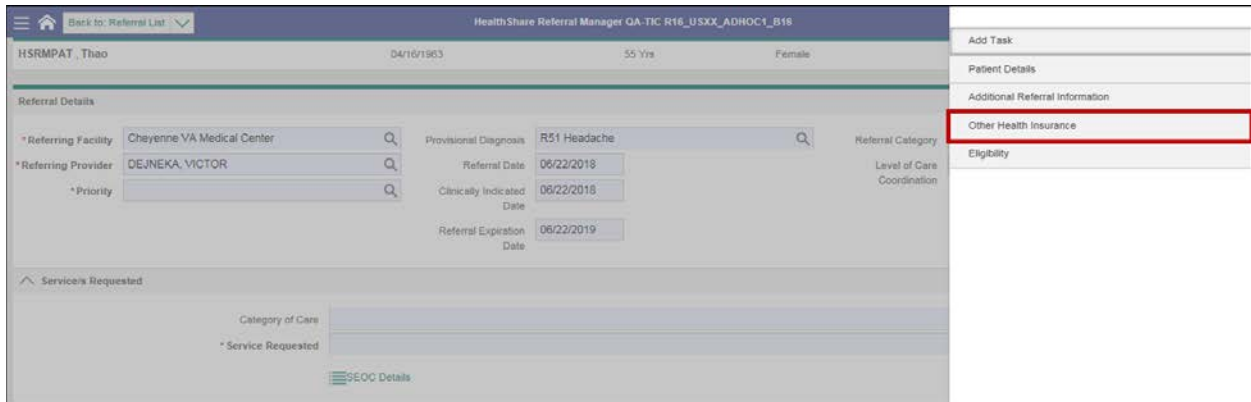 Back to: Referral List
HealthShare Referral Manager QA-TIC R16_USXX_ADHOC1_B16
HSRMPAT , Thao 04/16/1963 55 Yrs Female
Add Task
Patient Details
Additional Referral Information
Other Health Insurance
Eligibility
Referral Details
*Referring Facility Cheyenne VA Medical Center
Provisional Diagnosis R51 Headache
Referral Category
*Referring Provider DEJNEKA, VICTOR
Referral Date 06/22/2018
Level of Care
Coordination
*Priority
Clinically Indicated
Date
06/22/2018
Referral Expiration
Date
06/22/2019
Service/s Requested
Category of Care
* Service Requested
SEOC Details